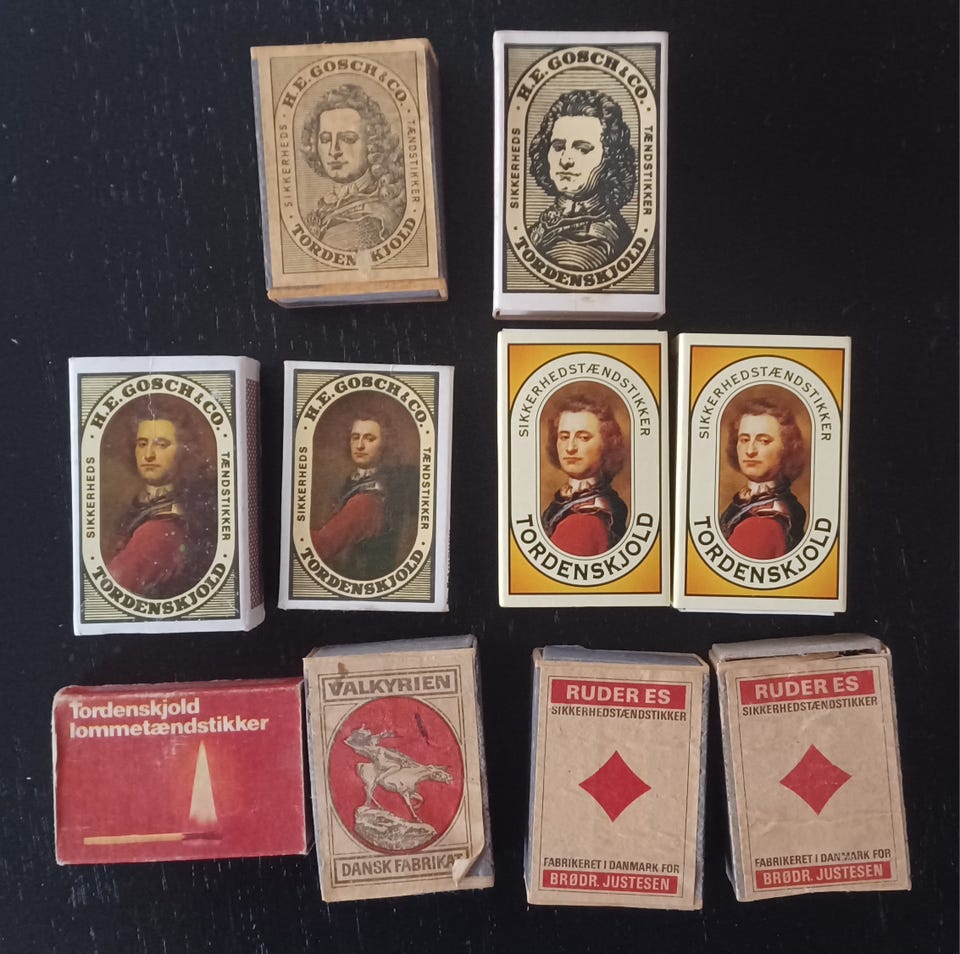 · H.E. GOSCH & CO. ·
SIKKERHEDS
TÆNDSTIKKER
· TORDENSKJOLD ·
· H.E. GOSCH & CO. ·
SIKKERHEDS
TÆNDSTIKKER
· TORDENSKJOLD ·
· H.E. GOSCH & CO. ·
SIKKERHEDS
TÆNDSTIKKER
· TORDENSKJOLD ·
· H.E. GOSCH & CO. ·
SIKKERHEDS
TÆNDSTIKKER
· TORDENSKJOLD ·
SIKKERHEDSTÆNDSTIKKER
TORDENSKJOLD
SIKKERHEDSTÆNDSTIKKER
TORDENSKJOLD
Tordenskjold
lommetændstikker
VALKYRIEN
DANSK FABRIKAT
RUDER ES
SIKKERHEDSTÆNDSTIKKER
FABRIKERET I DANMARK FOR
BRØDR. JUSTESEN
RUDER ES
SIKKERHEDSTÆNDSTIKKER
FABRIKERET I DANMARK FOR
BRØDR. JUSTESEN